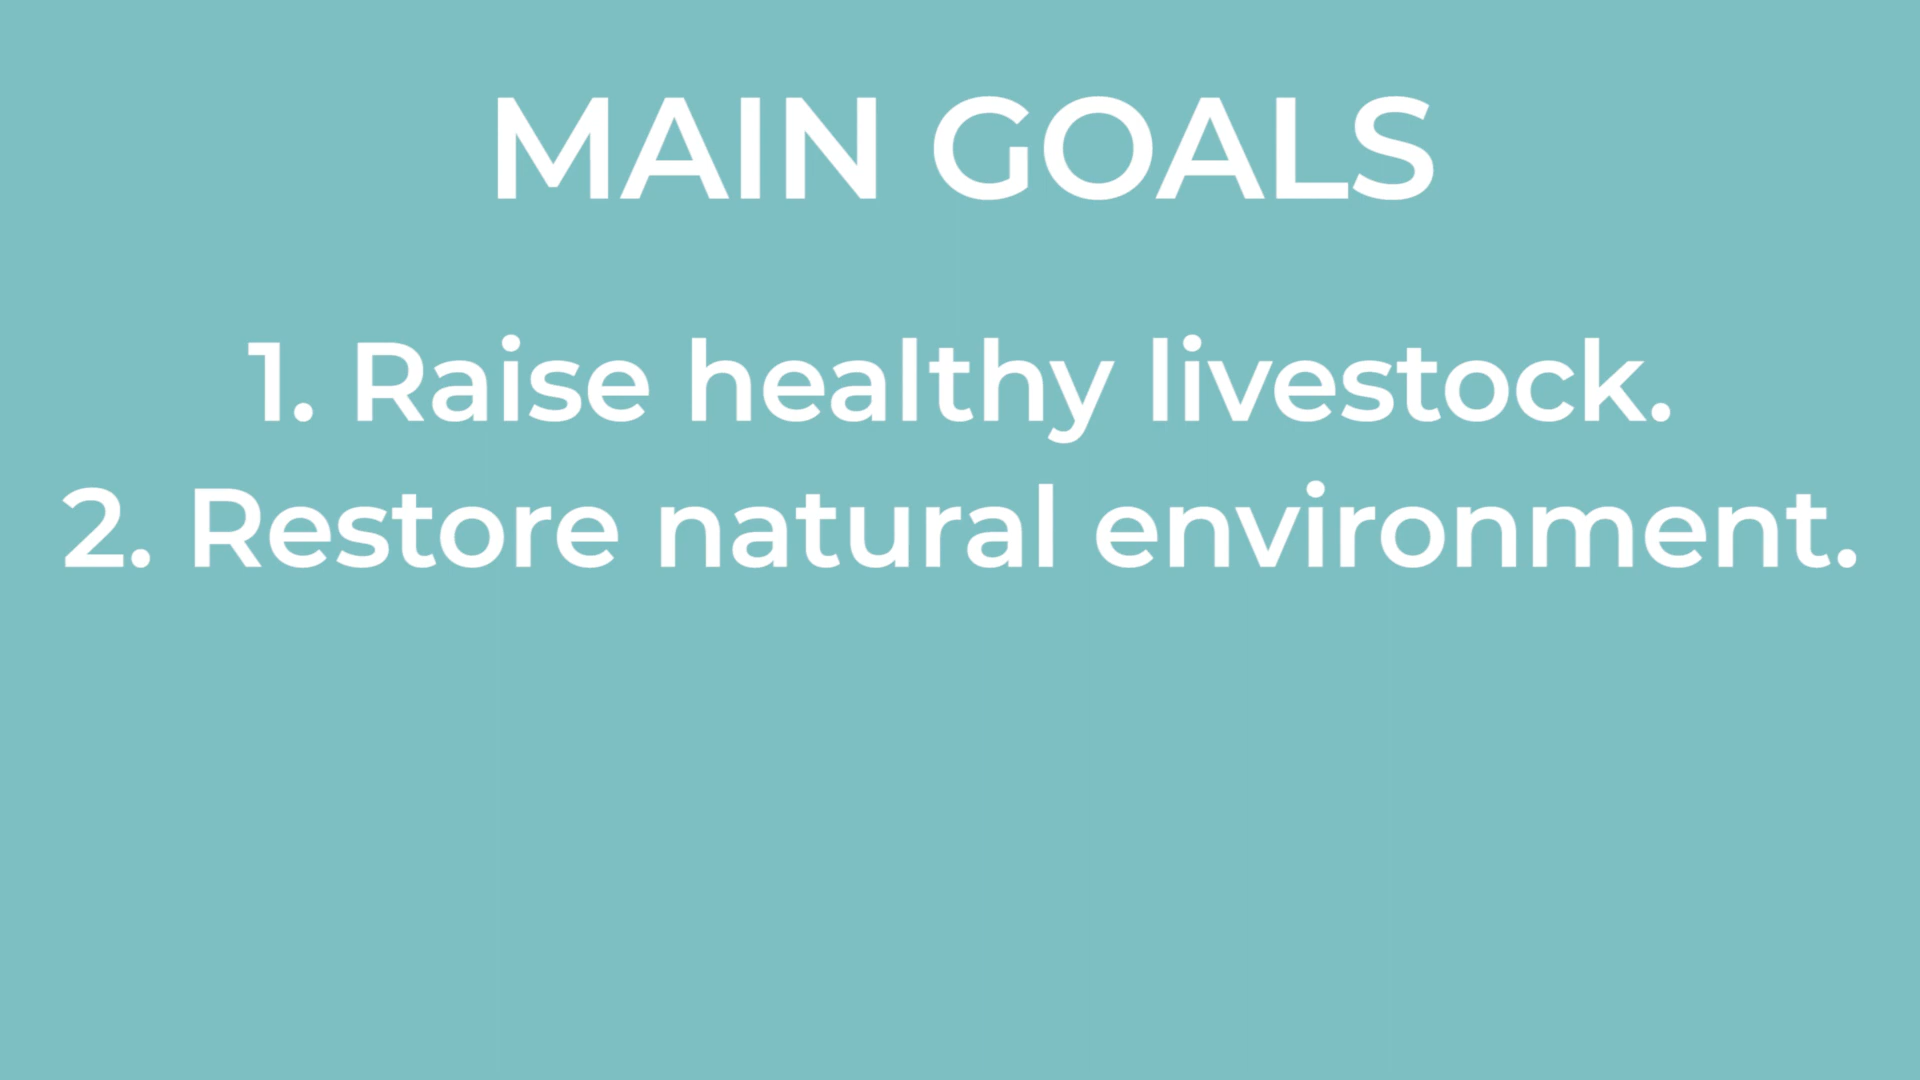 MAIN GOALS
1. Raise healthy livestock.
2. Restore natural environment.